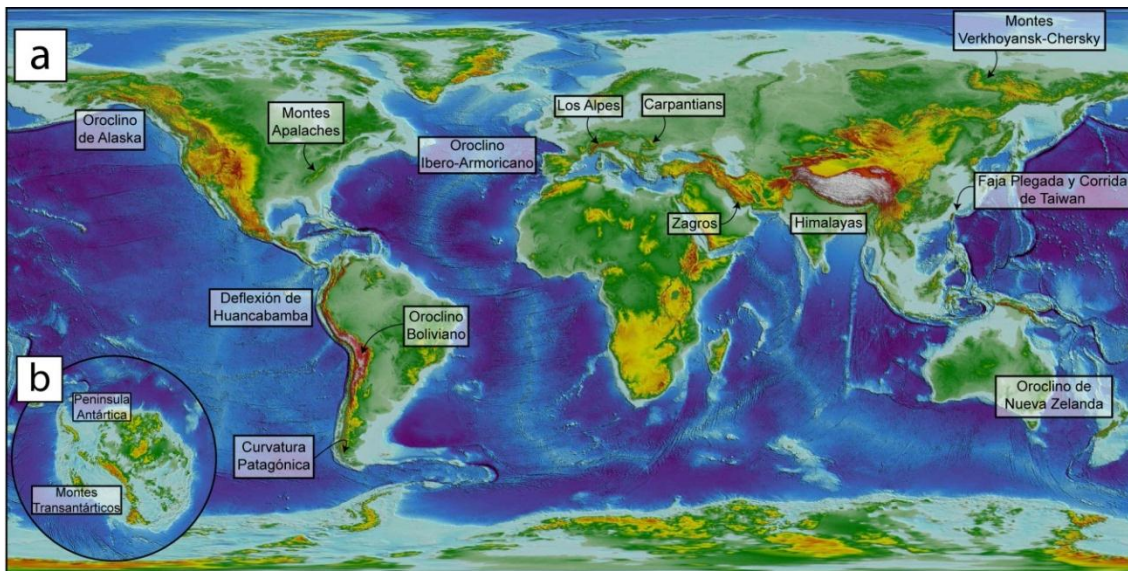 a
Montes
Verkhoyansk-Chersky
Oroclino
de Alaska
Montes
Apalaches
Los Alpes
Carpantians
Oroclino
Ibero-Armoricano
Zagros
Himalayas
Faja Plegada y Corrida
de Taiwan
Deflexión de
Huancabamba
Oroclino
Boliviano
Oroclino de
Nueva Zelanda
Curvatura
Patagónica
b
Peninsula
Antártica
Montes
Transantárticos